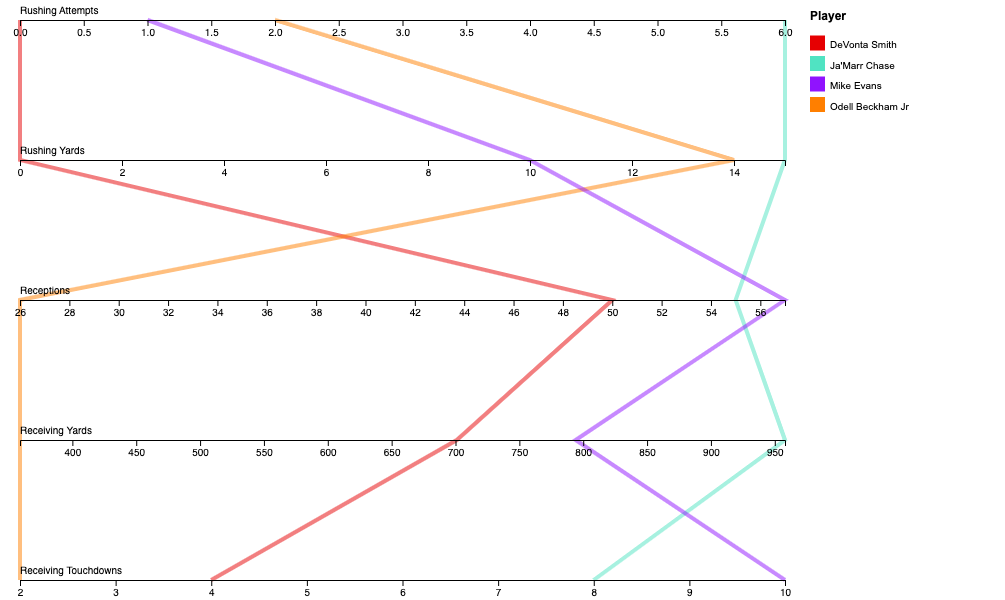 Rushing Attempts
0.0 0.5 1.0 1.5 2.0 2.5 3.0 3.5 4.0 4.5 5.0 5.5 6.0
Rushing Yards
0 2 4 6 8 10 12 14
Receptions
26 28 30 32 34 36 38 40 42 44 46 48 50 52 54 56
Receiving Yards
400 450 500 550 600 650 700 750 800 850 900 950
Receiving Touchdowns
2 3 4 5 6 7 8 9 10
Player
DeVonta Smith
Ja'Marr Chase
Mike Evans
Odell Beckham Jr